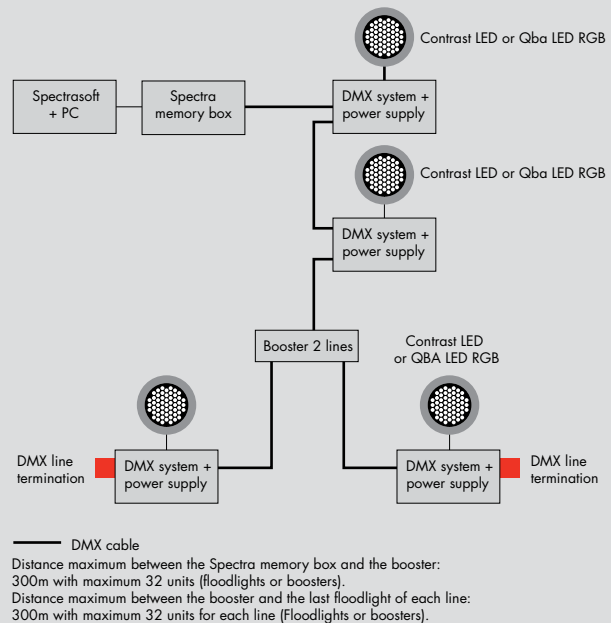 Contrast LED or Qba LED RGB
Spectrasoft
+ PC
Spectra
memory box
DMX system +
power supply
Contrast LED or Qba LED RGB
DMX system +
power supply
Booster 2 lines
Contrast LED
or QBA LED RGB
DMX line
termination
DMX system +
power supply
DMX system +
power supply
DMX line
termination
DMX cable
Distance maximum between the Spectra memory box and the booster:
300m with maximum 32 units (floodlights or boosters).
Distance maximum between the booster and the last floodlight of each line:
300m with maximum 32 units for each line (Floodlights or boosters).